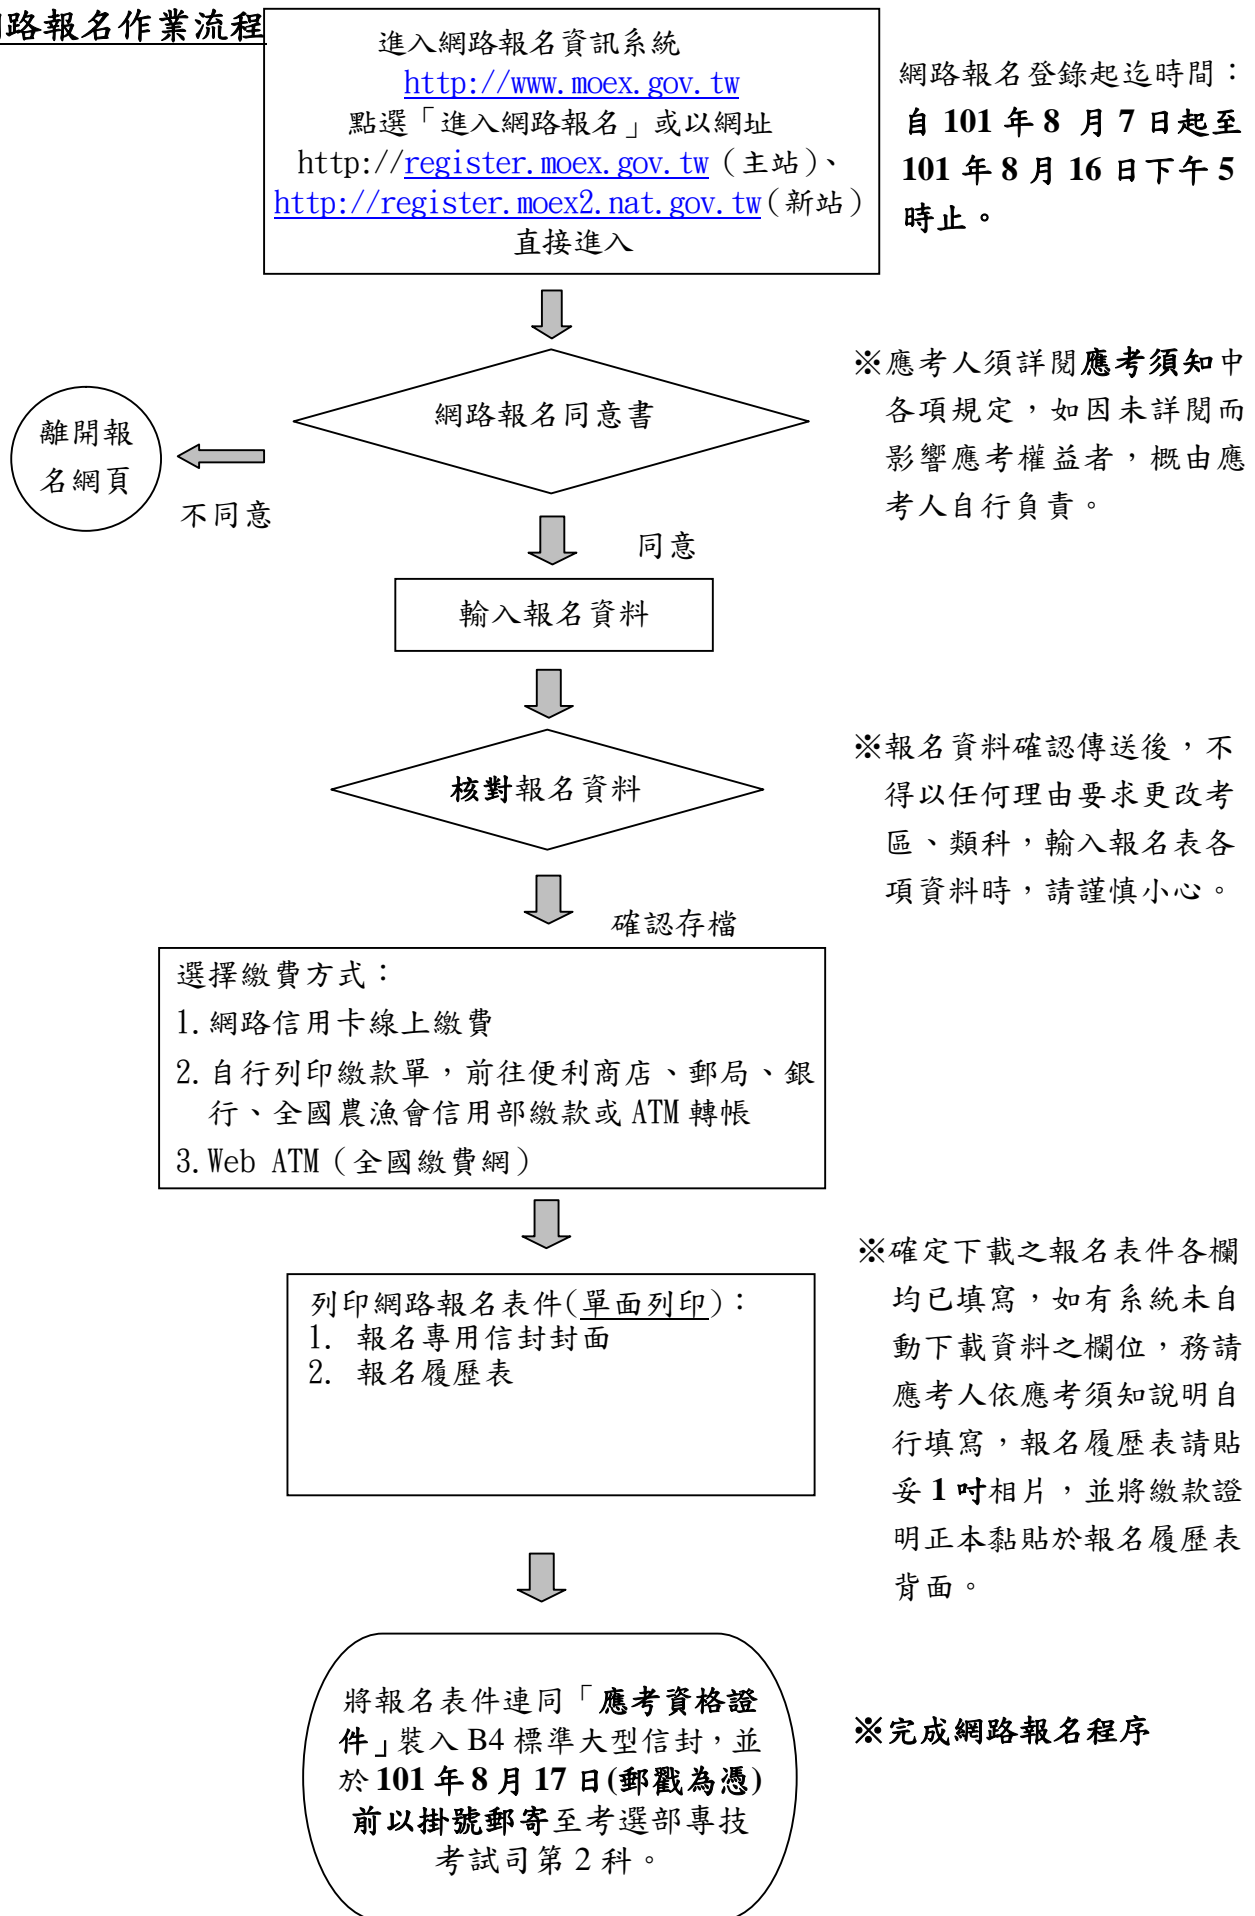 路報名作業流程
進入網路報名資訊系統
http://www.moex.gov.tw
點選「進入網路報名」或以網址
http://register.moex.gov.tw（主站）、
http://register.moex2.nat.gov.tw（新站）
直接進入
網路報名登錄起迄時間：
自 101 年 8 月 7 日起至
101 年 8 月 16 日下午 5
時止。
網路報名同意書
※應考人須詳閱應考須知中
各項規定，如因未詳閱而
影響應考權益者，概由應
考人自行負責。
離開報
名網頁
不同意
同意
輸入報名資料
核對報名資料
※報名資料確認傳送後，不
得以任何理由要求更改考
區、類科，輸入報名表各
項資料時，請謹慎小心。
確認存檔
選擇繳費方式：
1.網路信用卡線上繳費
2.自行列印繳款單，前往便利商店、郵局、銀
行、全國農漁會信用部繳款或 ATM 轉帳
3.Web ATM（全國繳費網）
列印網路報名表件(單面列印)：
1. 報名專用信封封面
2. 報名履歷表
※確定下載之報名表件各欄
均已填寫，如有系統未自
動下載資料之欄位，務請
應考人依應考須知說明自
行填寫，報名履歷表請貼
妥 1 吋相片，並將繳款證
明正本黏貼於報名履歷表
背面。
將報名表件連同「應考資格證
件」裝入 B4 標準大型信封，並
於 101 年 8 月 17 日(郵戳為憑)
前以掛號郵寄至考選部專技
考試司第 2 科。
※完成網路報名程序